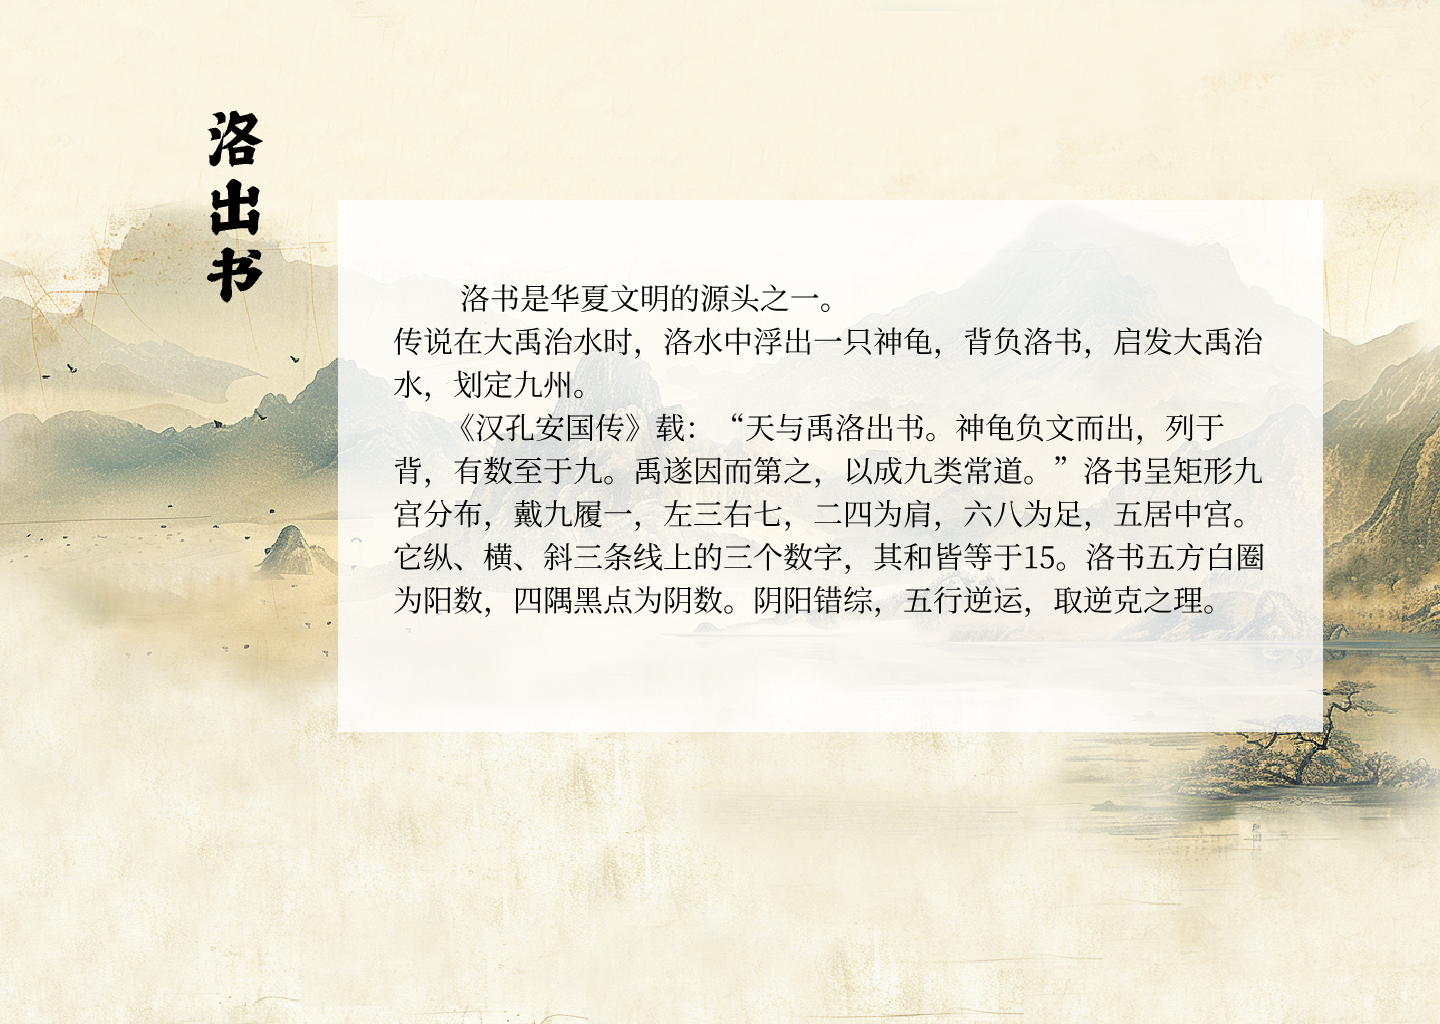 洛出书
洛书是华夏文明的源头之一。
传说在大禹治水时，洛水中浮出一只神龟，背负洛书，启发大禹治
水，划定九州。
《汉孔安国传》载：“天与禹洛出书。神龟负文而出，列于
背，有数至于九。禹遂因而第之，以成九类常道。”洛书呈矩形九
宫分布，戴九履一，左三右七，二四为肩，六八为足，五居中宫。
它纵、横、斜三条线上的三个数字，其和皆等于15。洛书五方白圈
为阳数，四隅黑点为阴数。阴阳错综，五行逆运，取逆克之理。